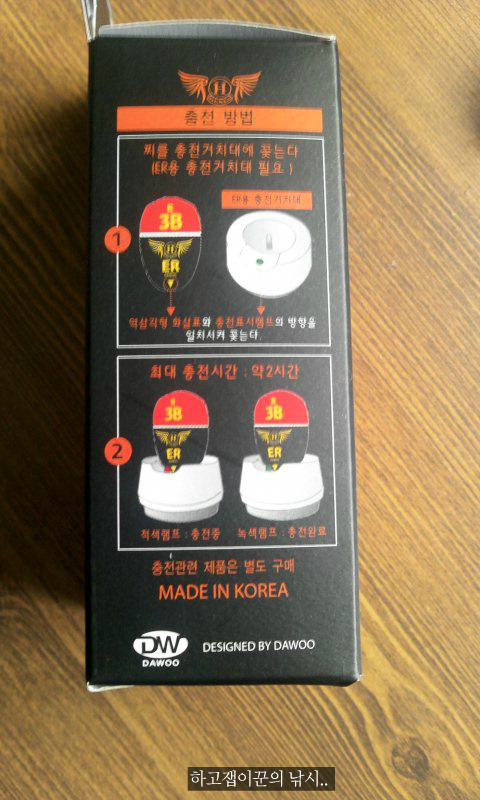 H
충전 방법
찌를 충전거치대에 꽂는다
(ER용 충전거치대 필요)
ER용 충전거치대
1
B
3B
ER
역삼각형 화살표와 충전표시램프의 방향을
일치시켜 꽂는다.
최대 충전시간 : 약2시간
2
B
3B
ER
B
3B
ER
적색램프 : 충전중
녹색램프 : 충전완료
충전관련 제품은 별도 구매
MADE IN KOREA
DW
DAWOO
DESIGNED BY DAWOO
하고잽이꾼의 낚시..